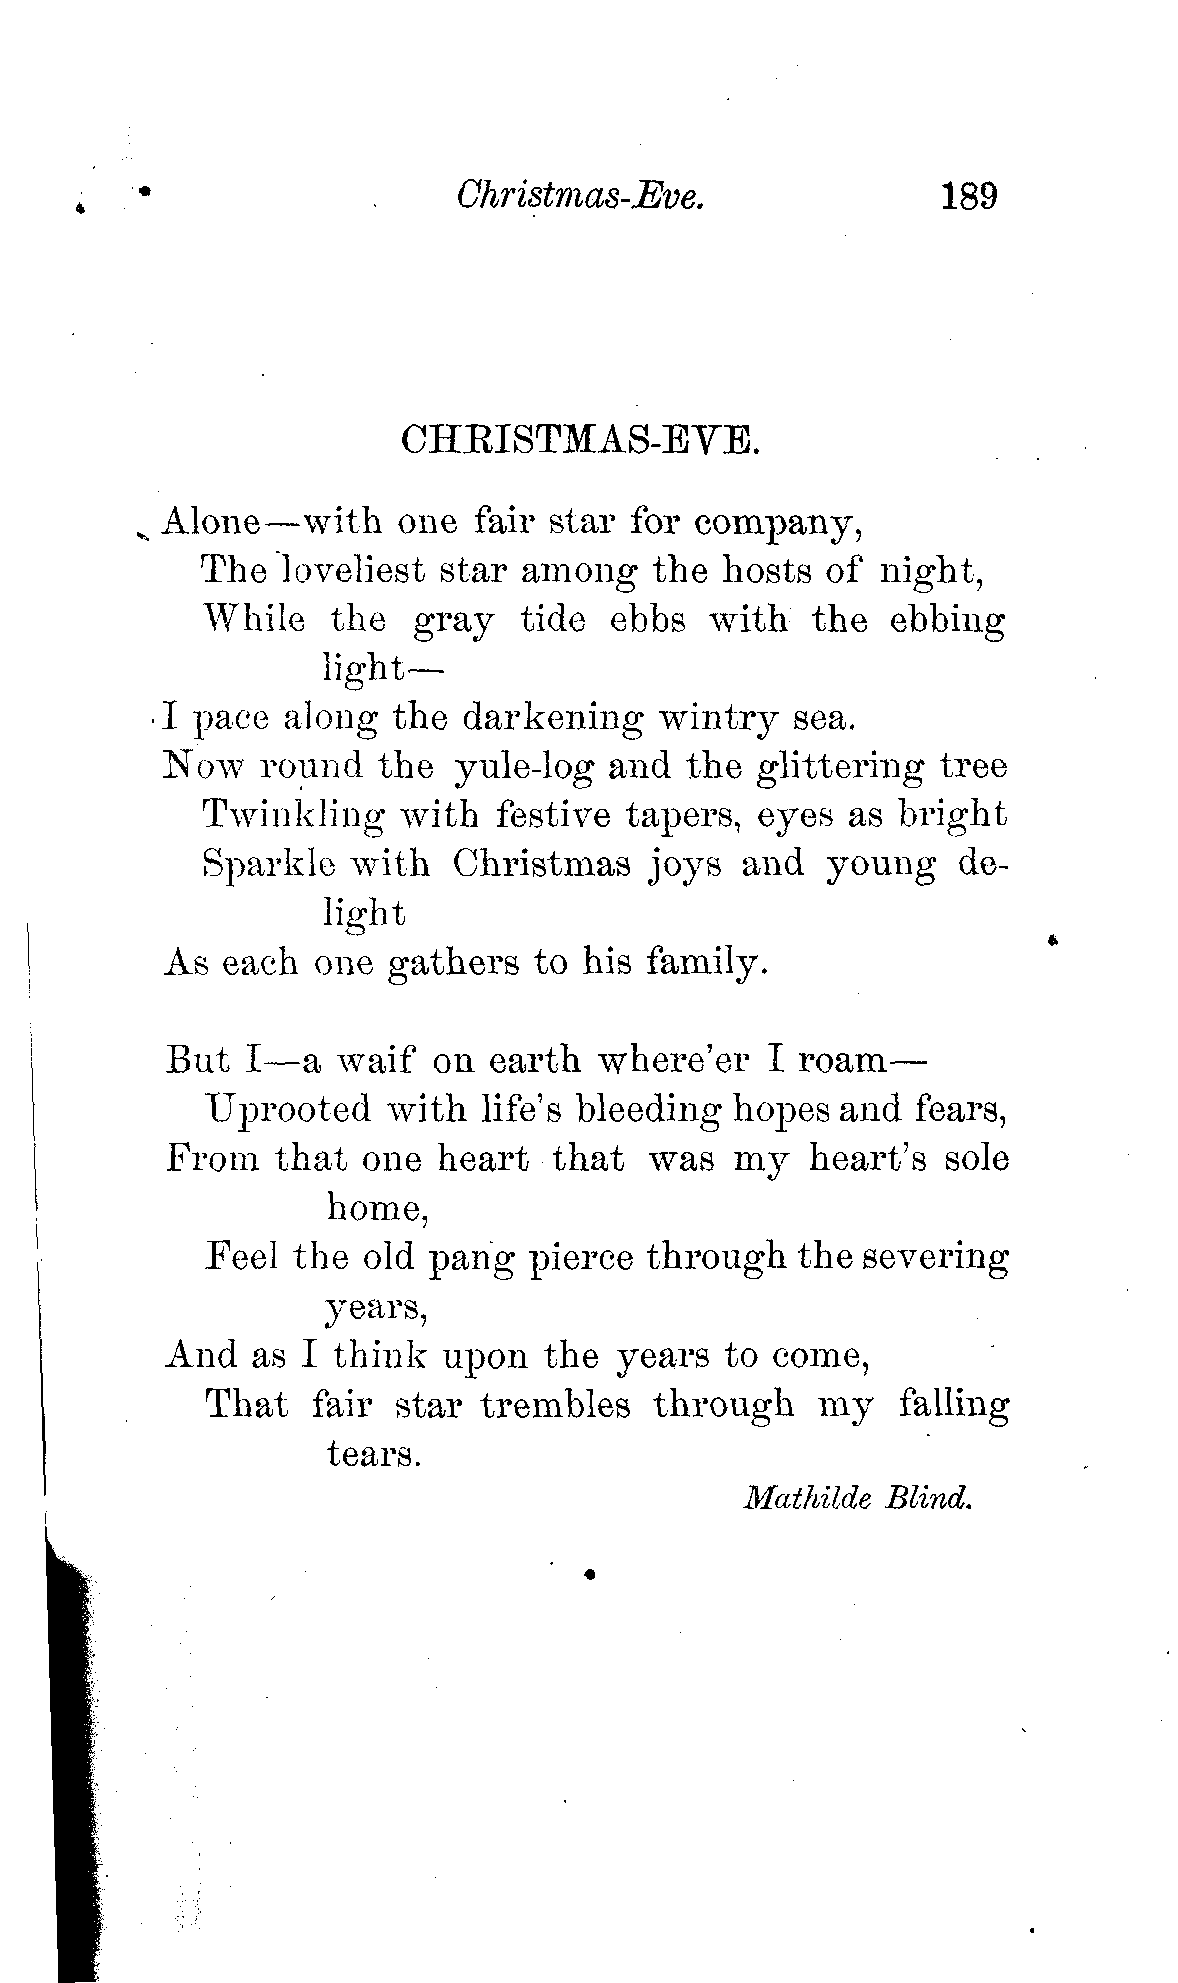 Christmas-Eve. 189
CHRISTMAS-EVE.
Alone—with one fair star for company,
The loveliest star among the hosts of night,
While the gray tide ebbs with the ebbing
light—
I pace along the darkening wintry sea.
Now round the yule-log and the glittering tree
Twinkling with festive tapers, eyes as bright
Sparkle with Christmas joys and young de-
light
As each one gathers to his family.
But I—a waif on earth where'er I roam—
Uprooted with life's bleeding hopes and fears,
From that one heart that was my heart's sole
home,
Feel the old pang pierce through the severing
years,
And as I think upon the years to come,
That fair star trembles through my falling
tears.
Mathilde Blind.